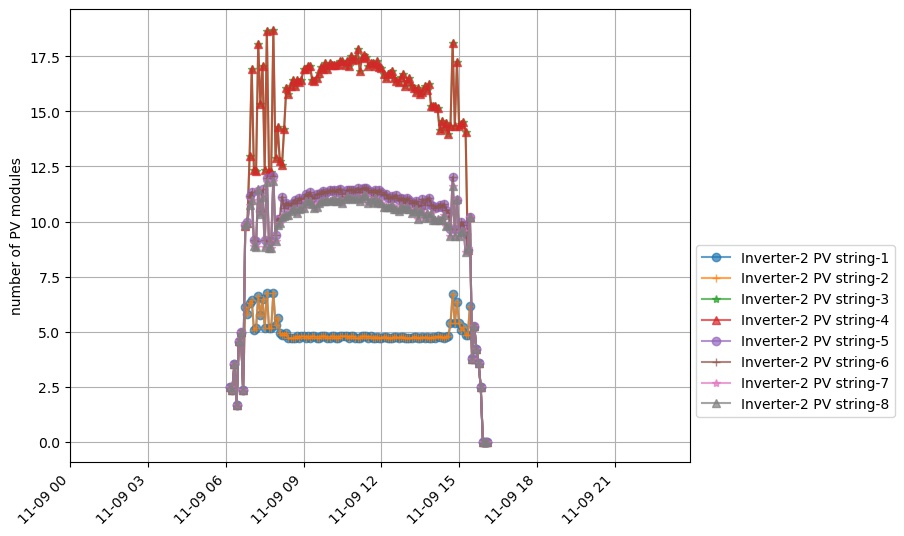 number of PV modules
17.5
15.0
12.5
10.0
7.5
5.0
2.5
0.0
11-09 00
11-09 03
11-09 06
11-09 09
11-09 12
11-09 15
11-09 18
11-09 21
Inverter-2 PV string-1
Inverter-2 PV string-2
Inverter-2 PV string-3
Inverter-2 PV string-4
Inverter-2 PV string-5
Inverter-2 PV string-6
Inverter-2 PV string-7
Inverter-2 PV string-8